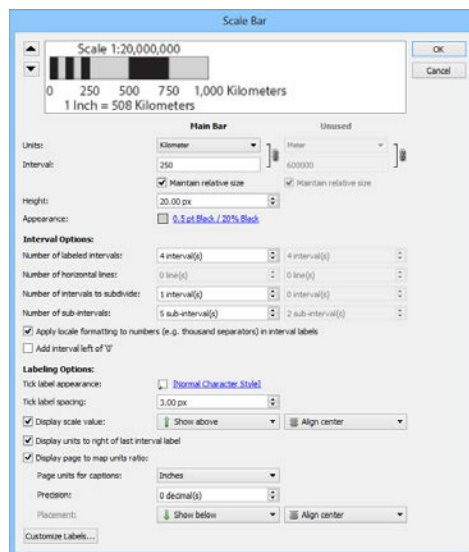 Scale Bar
Scale 1:20,000,000
OK
Cancel
0 250 500 750 1,000 Kilometers
1 Inch = 508 Kilometers
Main Bar Unused
Units: Kilometer Meter
Interval: 250 600000
Maintain relative size Maintain relative size
Height: 20.00 px
Appearance: 0.5 pt Black / 20% Black
Interval Options:
Number of labeled intervals: 4 interval(s) 4 interval(s)
Number of horizontal lines: 0 line(s) 0 line(s)
Number of intervals to subdivide: 1 interval(s) 0 interval(s)
Number of sub-intervals: 5 sub-interval(s) 2 sub-interval(s)
Apply locale formatting to numbers (e.g. thousand separators) in interval labels
Add interval left of '0'
Labeling Options:
Tick label appearance: [Normal Character Style]
Tick label spacing: 3.00 px
Display scale value: Show above Align center
Display units to right of last interval label
Display page to map units ratio:
Page units for captions: Inches
Precision: 0 decimal(s)
Placement: Show below Align center
Customize Labels...